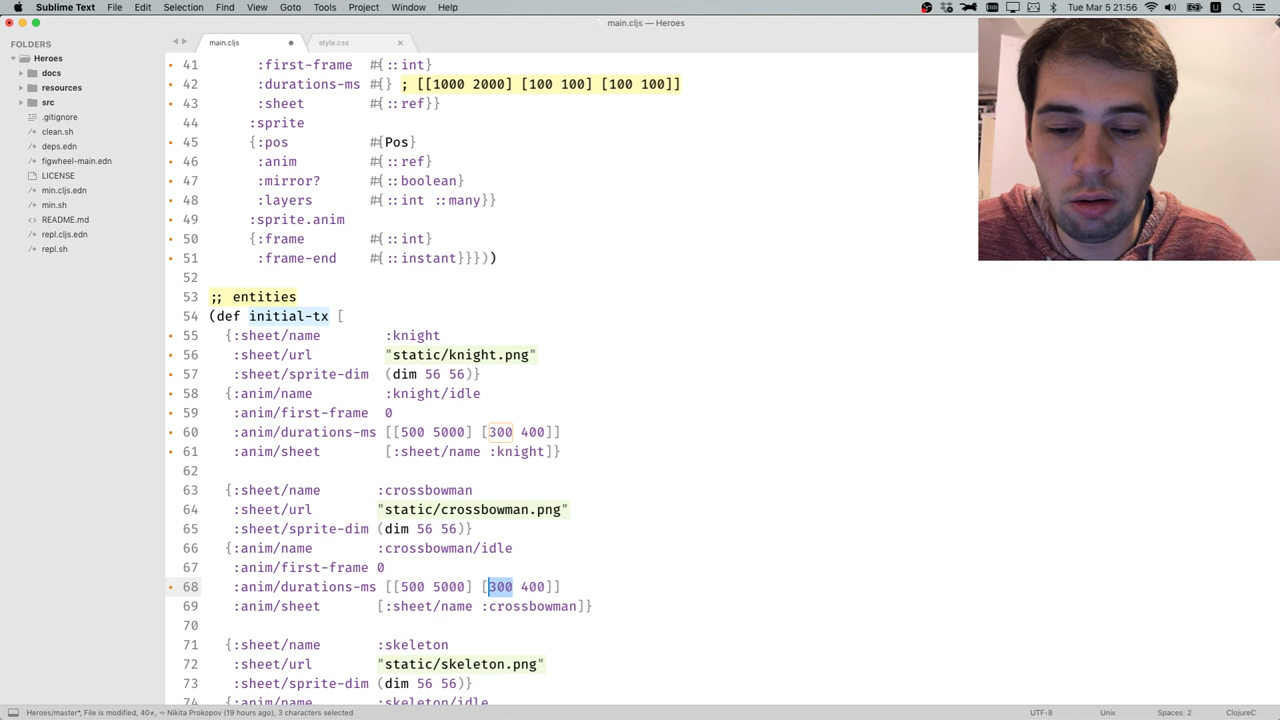 Sublime Text File Edit Selection Find View Goto Tools Project Window Help
Tue Mar 5 21:56
main.cljs — Heroes
FOLDERS
Heroes
docs
resources
src
.gitignore
clean.sh
deps.edn
figwheel-main.edn
LICENSE
min.cljs.edn
min.sh
README.md
repl.cljs.edn
repl.sh
main.cljs
style.css
41 :first-frame #{::int}
42 :durations-ms #{} ; [[1000 2000] [100 100] [100 100]]
43 :sheet #{::ref}}
44 :sprite
45 {:pos #{Pos}
46 :anim #{::ref}
47 :mirror? #{::boolean}
48 :layers #{::int ::many}}
49 :sprite.anim
50 {:frame #{::int}
51 :frame-end #{::instant}}}))
52
53 ;; entities
54 (def initial-tx [
55 {:sheet/name :knight
56 :sheet/url "static/knight.png"
57 :sheet/sprite-dim (dim 56 56)}
58 {:anim/name :knight/idle
59 :anim/first-frame 0
60 :anim/durations-ms [[500 5000] [300 400]]
61 :anim/sheet [:sheet/name :knight]}
62
63 {:sheet/name :crossbowman
64 :sheet/url "static/crossbowman.png"
65 :sheet/sprite-dim (dim 56 56)}
66 {:anim/name :crossbowman/idle
67 :anim/first-frame 0
68 :anim/durations-ms [[500 5000] [300 400]]
69 :anim/sheet [:sheet/name :crossbowman]}
70
71 {:sheet/name :skeleton
72 :sheet/url "static/skeleton.png"
73 :sheet/sprite-dim (dim 56 56)}
74 {:anim/name :skeleton/idle
Heroes/master*, File is modified, 40≠, Nikita Prokopov (19 hours ago), 3 characters selected
UTF-8 Unix Spaces: 2 ClojureC